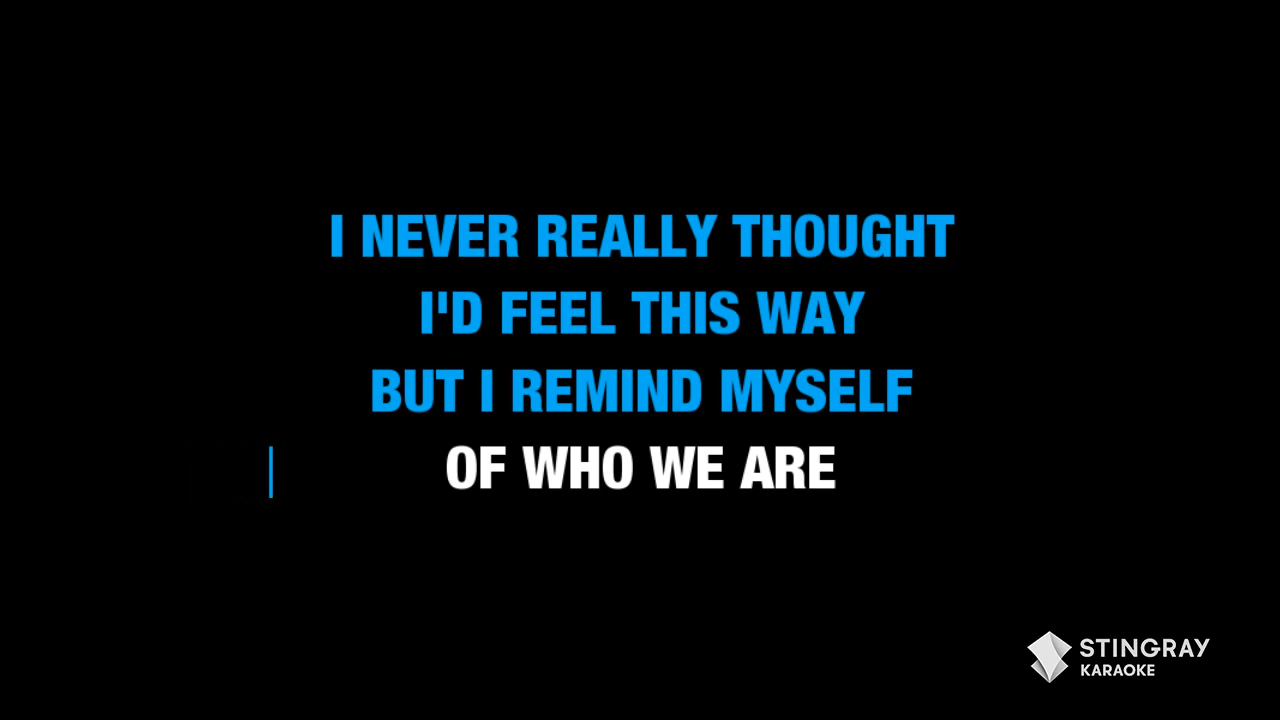 I NEVER REALLY THOUGHT
I'D FEEL THIS WAY
BUT I REMIND MYSELF
OF WHO WE ARE
STINGRAY
KARAOKE